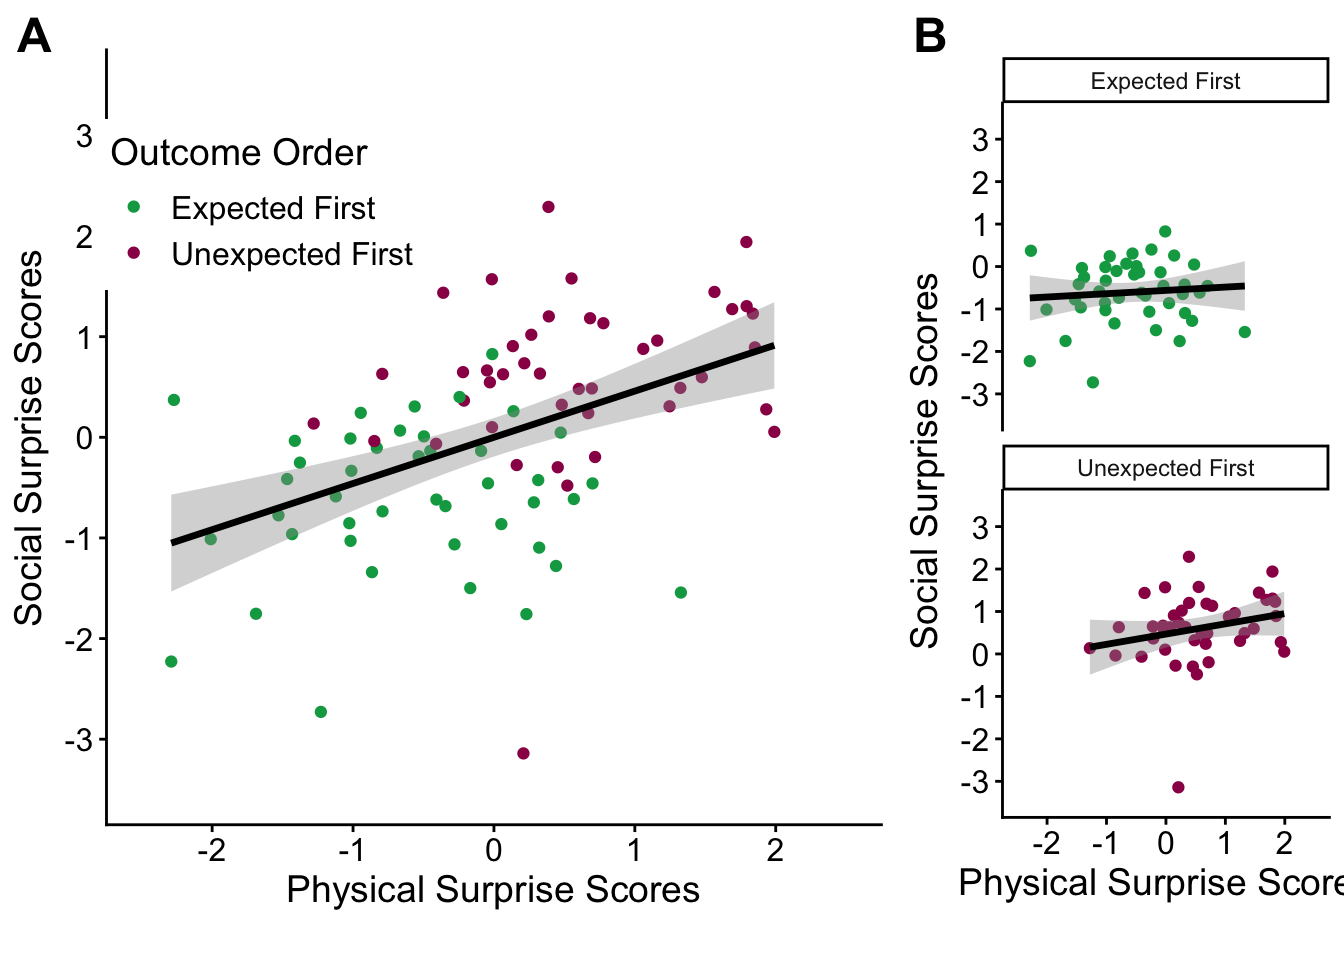 A
3
Outcome Order
Expected First
2
Unexpected First
1
0
-1
-2
-3
Social Surprise Scores
-2 -1 0 1 2
Physical Surprise Scores
B
Expected First
3
2
1
0
-1
-2
-3
Unexpected First
3
2
1
0
-1
-2
-3
Social Surprise Scores
-2 -1 0 1 2
Physical Surprise Score